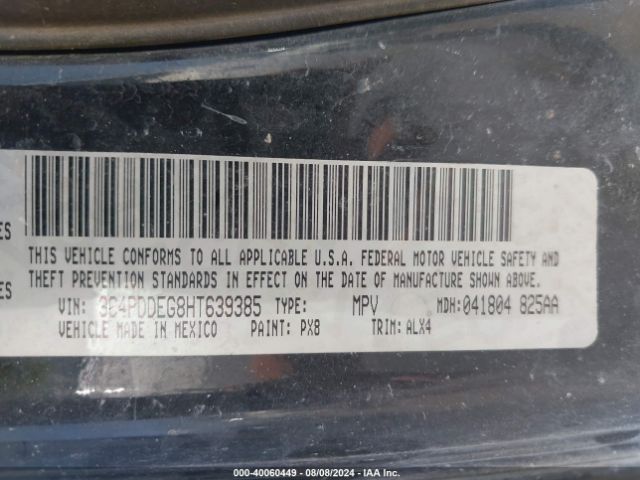 ES
THIS VEHICLE CONFORMS TO ALL APPLICABLE U.S.A. FEDERAL MOTOR VEHICLE SAFETY AND
THEFT PREVENTION STANDARDS IN EFFECT ON THE DATE OF MANUFACTURE SHOWN ABOVE.
ES
VIN: 3C4PDDEG8HT639385 TYPE: MPV MDH:041804 825AA
VEHICLE MADE IN MEXICO PAINT: PX8 TRIM: ALX4
000-40060449 - 08/08/2024 - IAA Inc.